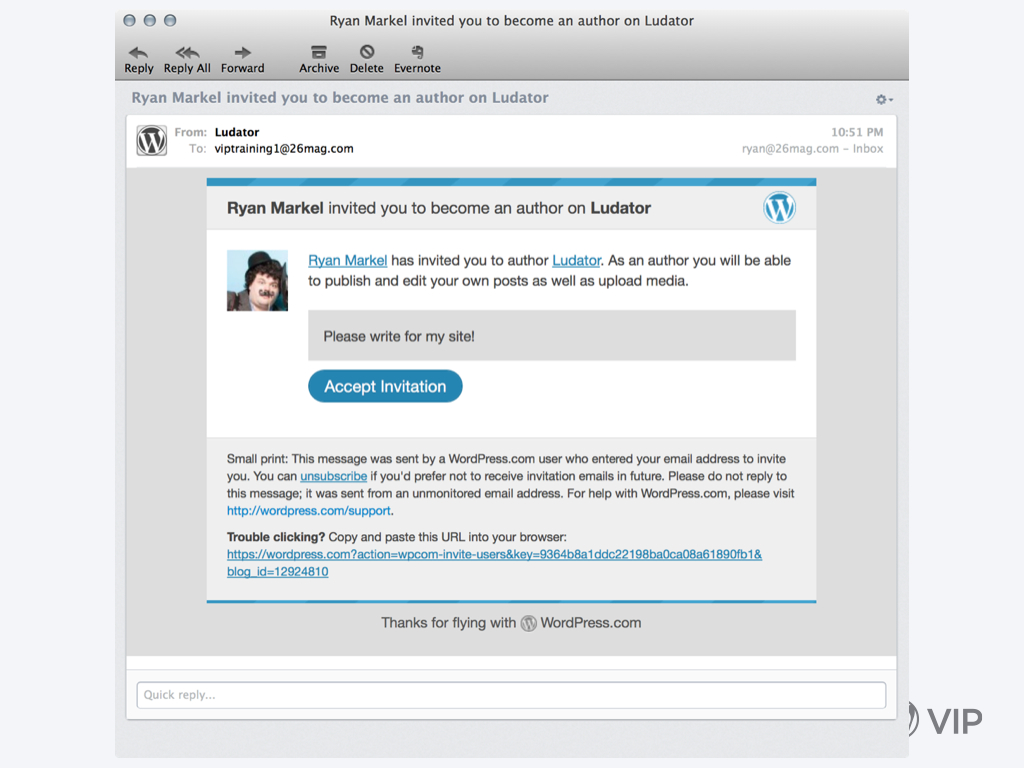 Ryan Markel invited you to become an author on Ludator
Reply Reply All Forward Archive Delete Evernote
Ryan Markel invited you to become an author on Ludator
From: Ludator 10:51 PM
To: viptraining1@26mag.com ryan@26mag.com – Inbox
Ryan Markel invited you to become an author on Ludator
Ryan Markel has invited you to author Ludator. As an author you will be able
to publish and edit your own posts as well as upload media.
Please write for my site!
Accept Invitation
Small print: This message was sent by a WordPress.com user who entered your email address to invite
you. You can unsubscribe if you'd prefer not to receive invitation emails in future. Please do not reply to
this message; it was sent from an unmonitored email address. For help with WordPress.com, please visit
http://wordpress.com/support.
Trouble clicking? Copy and paste this URL into your browser:
https://wordpress.com?action=wpcom-invite-users&key=9364b8a1ddc22198ba0ca08a61890fb1&
blog_id=12924810
Thanks for flying with WordPress.com
Quick reply...
VIP